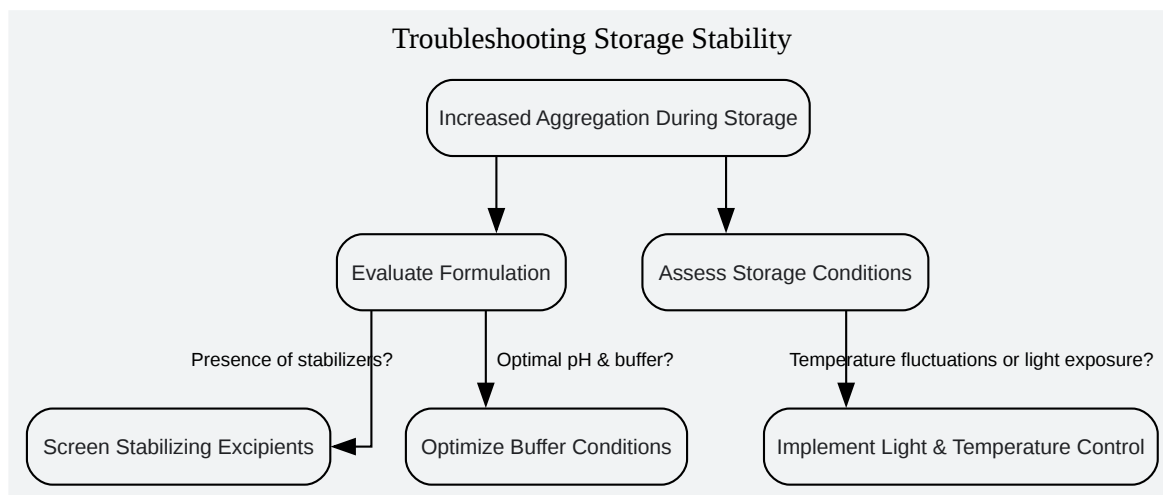 Troubleshooting Storage Stability
Increased Aggregation During Storage
Evaluate Formulation
Assess Storage Conditions
Presence of stabilizers?
Optimal pH & buffer?
Temperature fluctuations or light exposure?
Screen Stabilizing Excipients
Optimize Buffer Conditions
Implement Light & Temperature Control